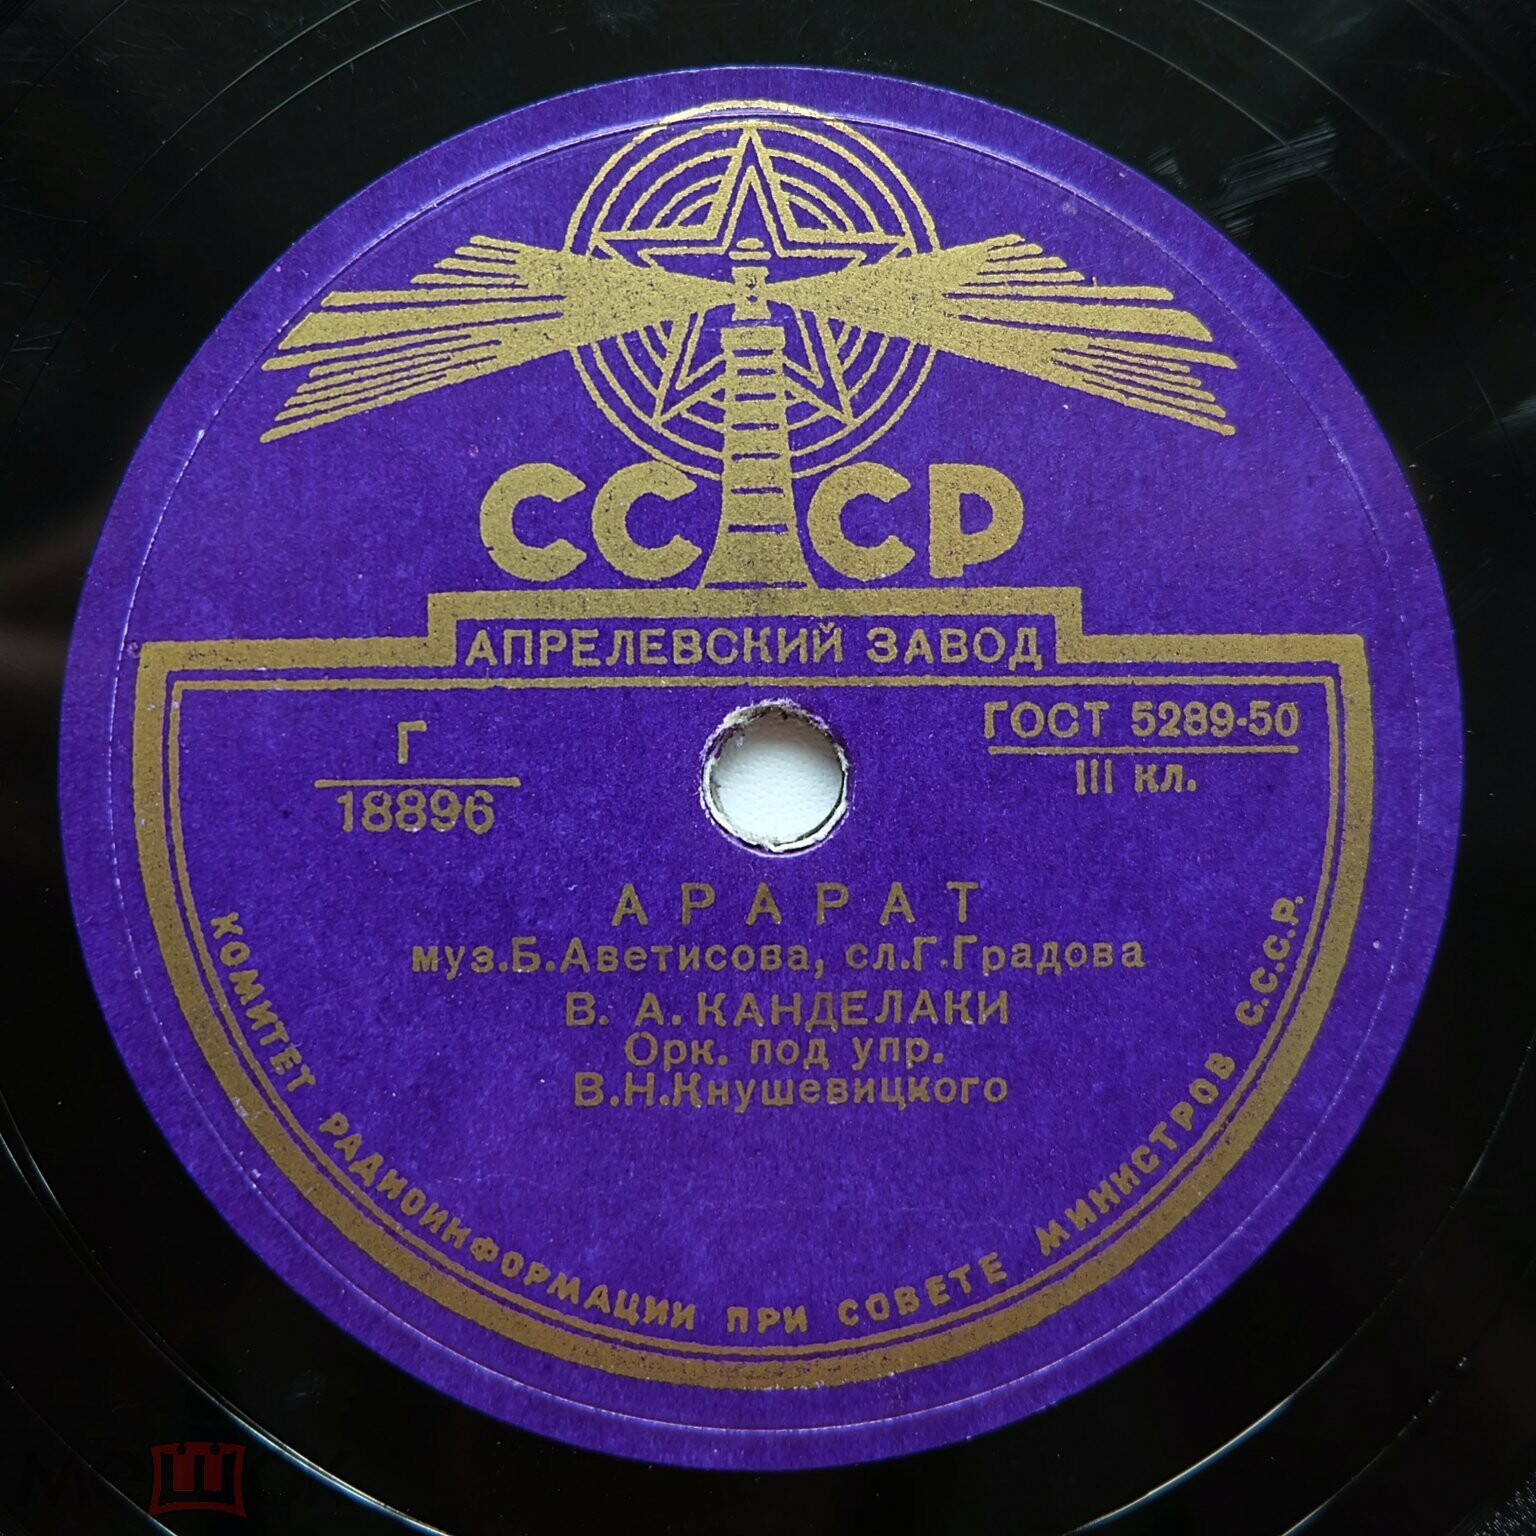 СССР
АПРЕЛЕВСКИЙ ЗАВОД
Г
18896
ГОСТ 5289-50
III кл.
АРАРАТ
муз.Б.Аветисова, сл.Г.Градова
В. А. КАНДЕЛАКИ
Орк. под упр.
В.Н.Кнушевицкого
КОМИТЕТ РАДИОИНФОРМАЦИИ ПРИ СОВЕТЕ МИНИСТРОВ С.С.С.Р.